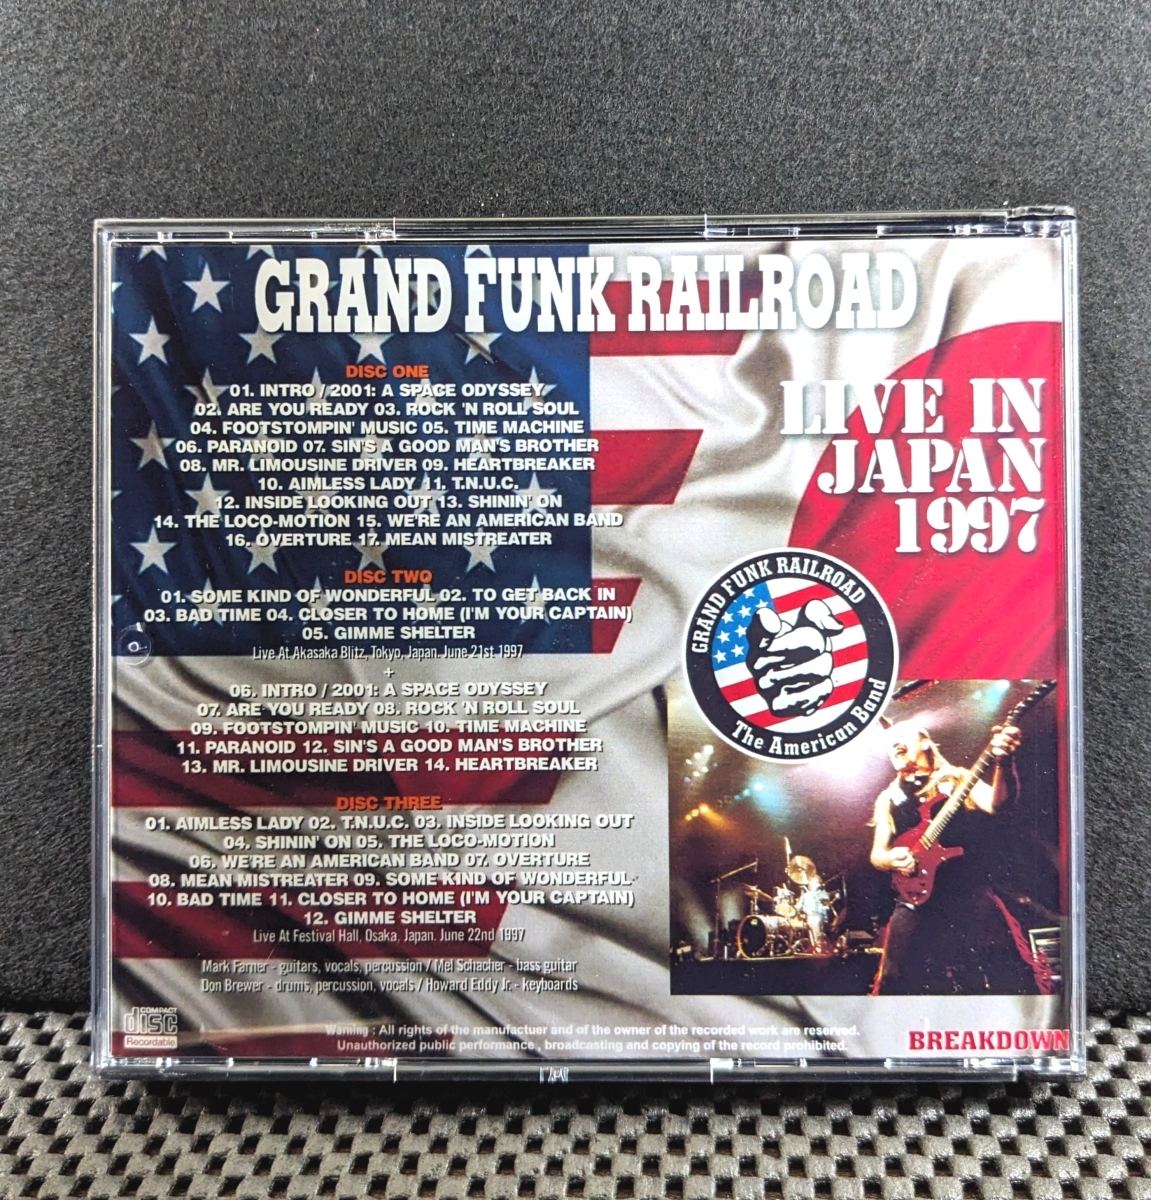 GRAND FUNK RAILROAD
DISC ONE
01. INTRO / 2001: A SPACE ODYSSEY
02. ARE YOU READY 03. ROCK 'N ROLL SOUL
04. FOOTSTOMPIN' MUSIC 05. TIME MACHINE
06. PARANOID 07. SIN'S A GOOD MAN'S BROTHER
08. MR. LIMOUSINE DRIVER 09. HEARTBREAKER
10. AIMLESS LADY 11. T.N.U.C.
12. INSIDE LOOKING OUT 13. SHININ' ON
14. THE LOCO-MOTION 15. WE'RE AN AMERICAN BAND
16. OVERTURE 17. MEAN MISTREATER
DISC TWO
01. SOME KIND OF WONDERFUL 02. TO GET BACK IN
03. BAD TIME 04. CLOSER TO HOME (I'M YOUR CAPTAIN)
05. GIMME SHELTER
Live At Akasaka Blitz, Tokyo, Japan. June 21st 1997
+
06. INTRO / 2001: A SPACE ODYSSEY
07. ARE YOU READY 08. ROCK 'N ROLL SOUL
09. FOOTSTOMPIN' MUSIC 10. TIME MACHINE
11. PARANOID 12. SIN'S A GOOD MAN'S BROTHER
13. MR. LIMOUSINE DRIVER 14. HEARTBREAKER
DISC THREE
01. AIMLESS LADY 02. T.N.U.C. 03. INSIDE LOOKING OUT
04. SHININ' ON 05. THE LOCO-MOTION
06. WE'RE AN AMERICAN BAND 07. OVERTURE
08. MEAN MISTREATER 09. SOME KIND OF WONDERFUL
10. BAD TIME 11. CLOSER TO HOME (I'M YOUR CAPTAIN)
12. GIMME SHELTER
Live At Festival Hall, Osaka, Japan. June 22nd 1997
Mark Farner - guitars, vocals, percussion / Mel Schacher - bass guitar
Don Brewer - drums, percussion, vocals / Howard Eddy Jr. - keyboards
LIVE IN
JAPAN
1997
GRAND FUNK RAILROAD
The American Band
COMPACT
disc
Recordable
Warning : All rights of the manufactuer and of the owner of the recorded work are reserved.
Unauthorized public performance , broadcasting and copying of the record prohibited.
BREAKDOWN